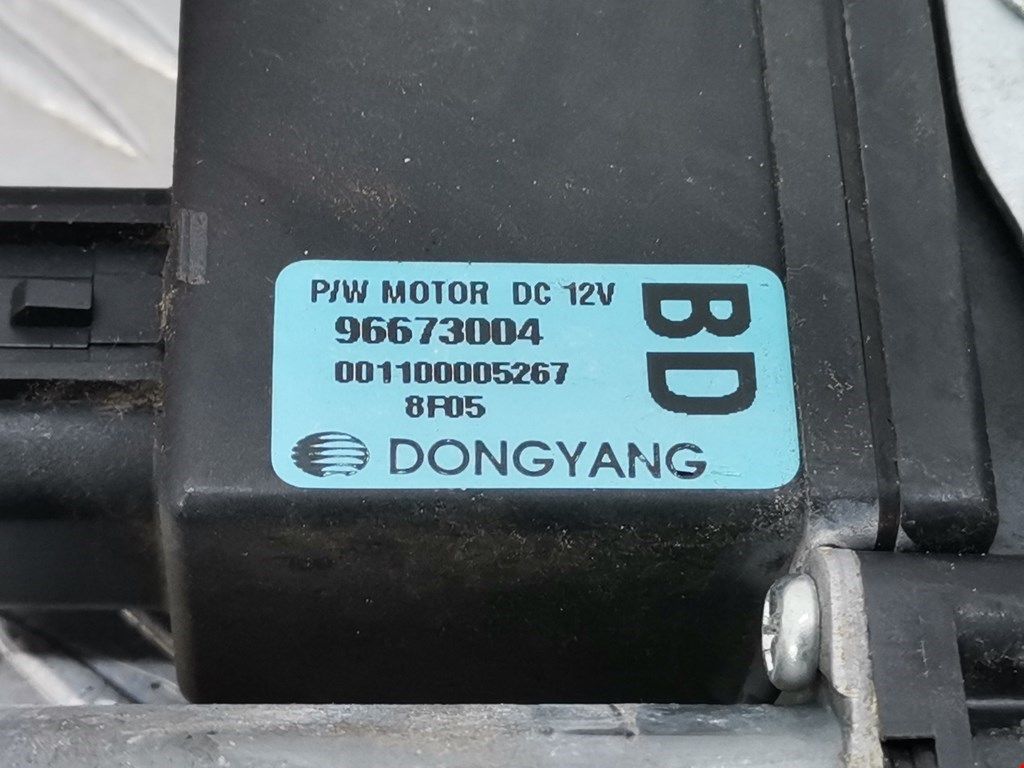 P/W MOTOR DC 12V
96673004
001100005267
8F05
DONGYANG
BD